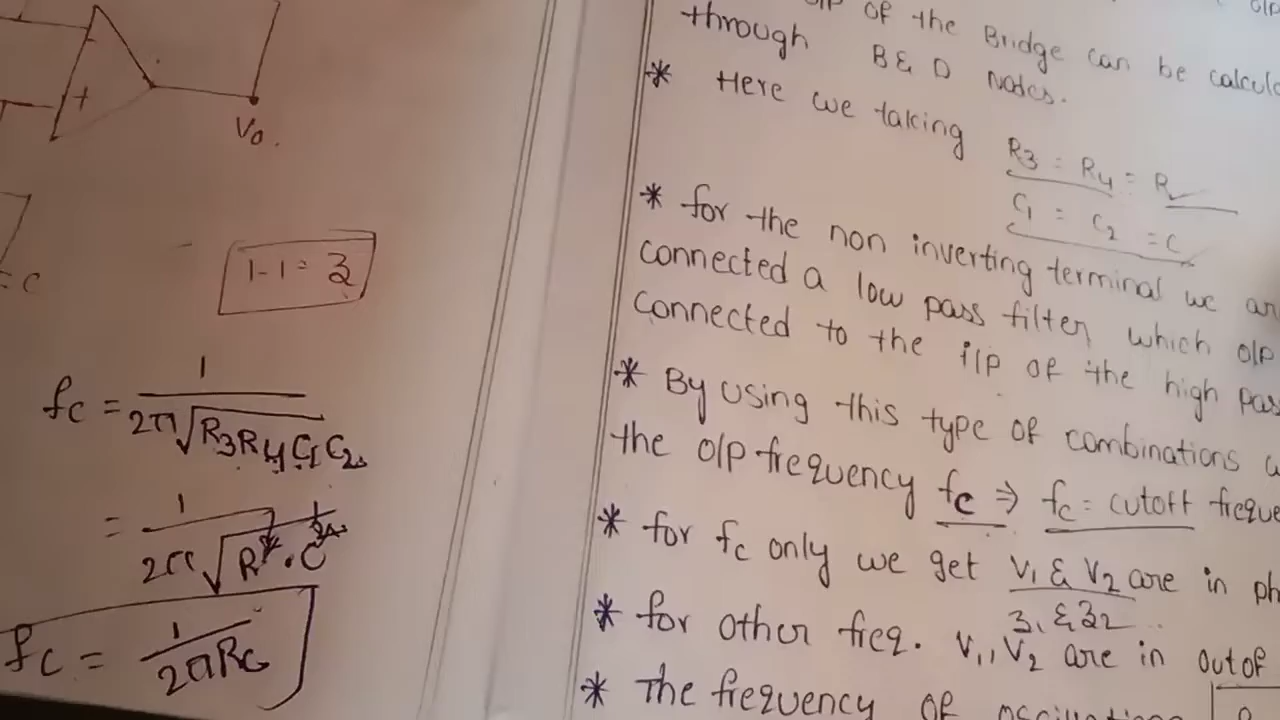 -
+
V0.
= C
1-1 = 3
fc = 1 / 2π√R3R4C1C2
= 1 / 2π√R².C²
fc = 1 / 2πRC
O/P
O/P of the Bridge can be calcula
through B & D Nodes.
* Here we taking R3 = R4 = R
C1 = C2 = C
* for the non inverting terminal we ar
connected a low pass filter, which O/P
connected to the i/p of the high pas
* By using this type of combinations
the o/p frequency fc ⇒ fc = cutoff freque
* for fc only we get V1 & V2 are in ph
31 & 32
* for other freq. V1, V2 are in out of
* The frequency of oscillations